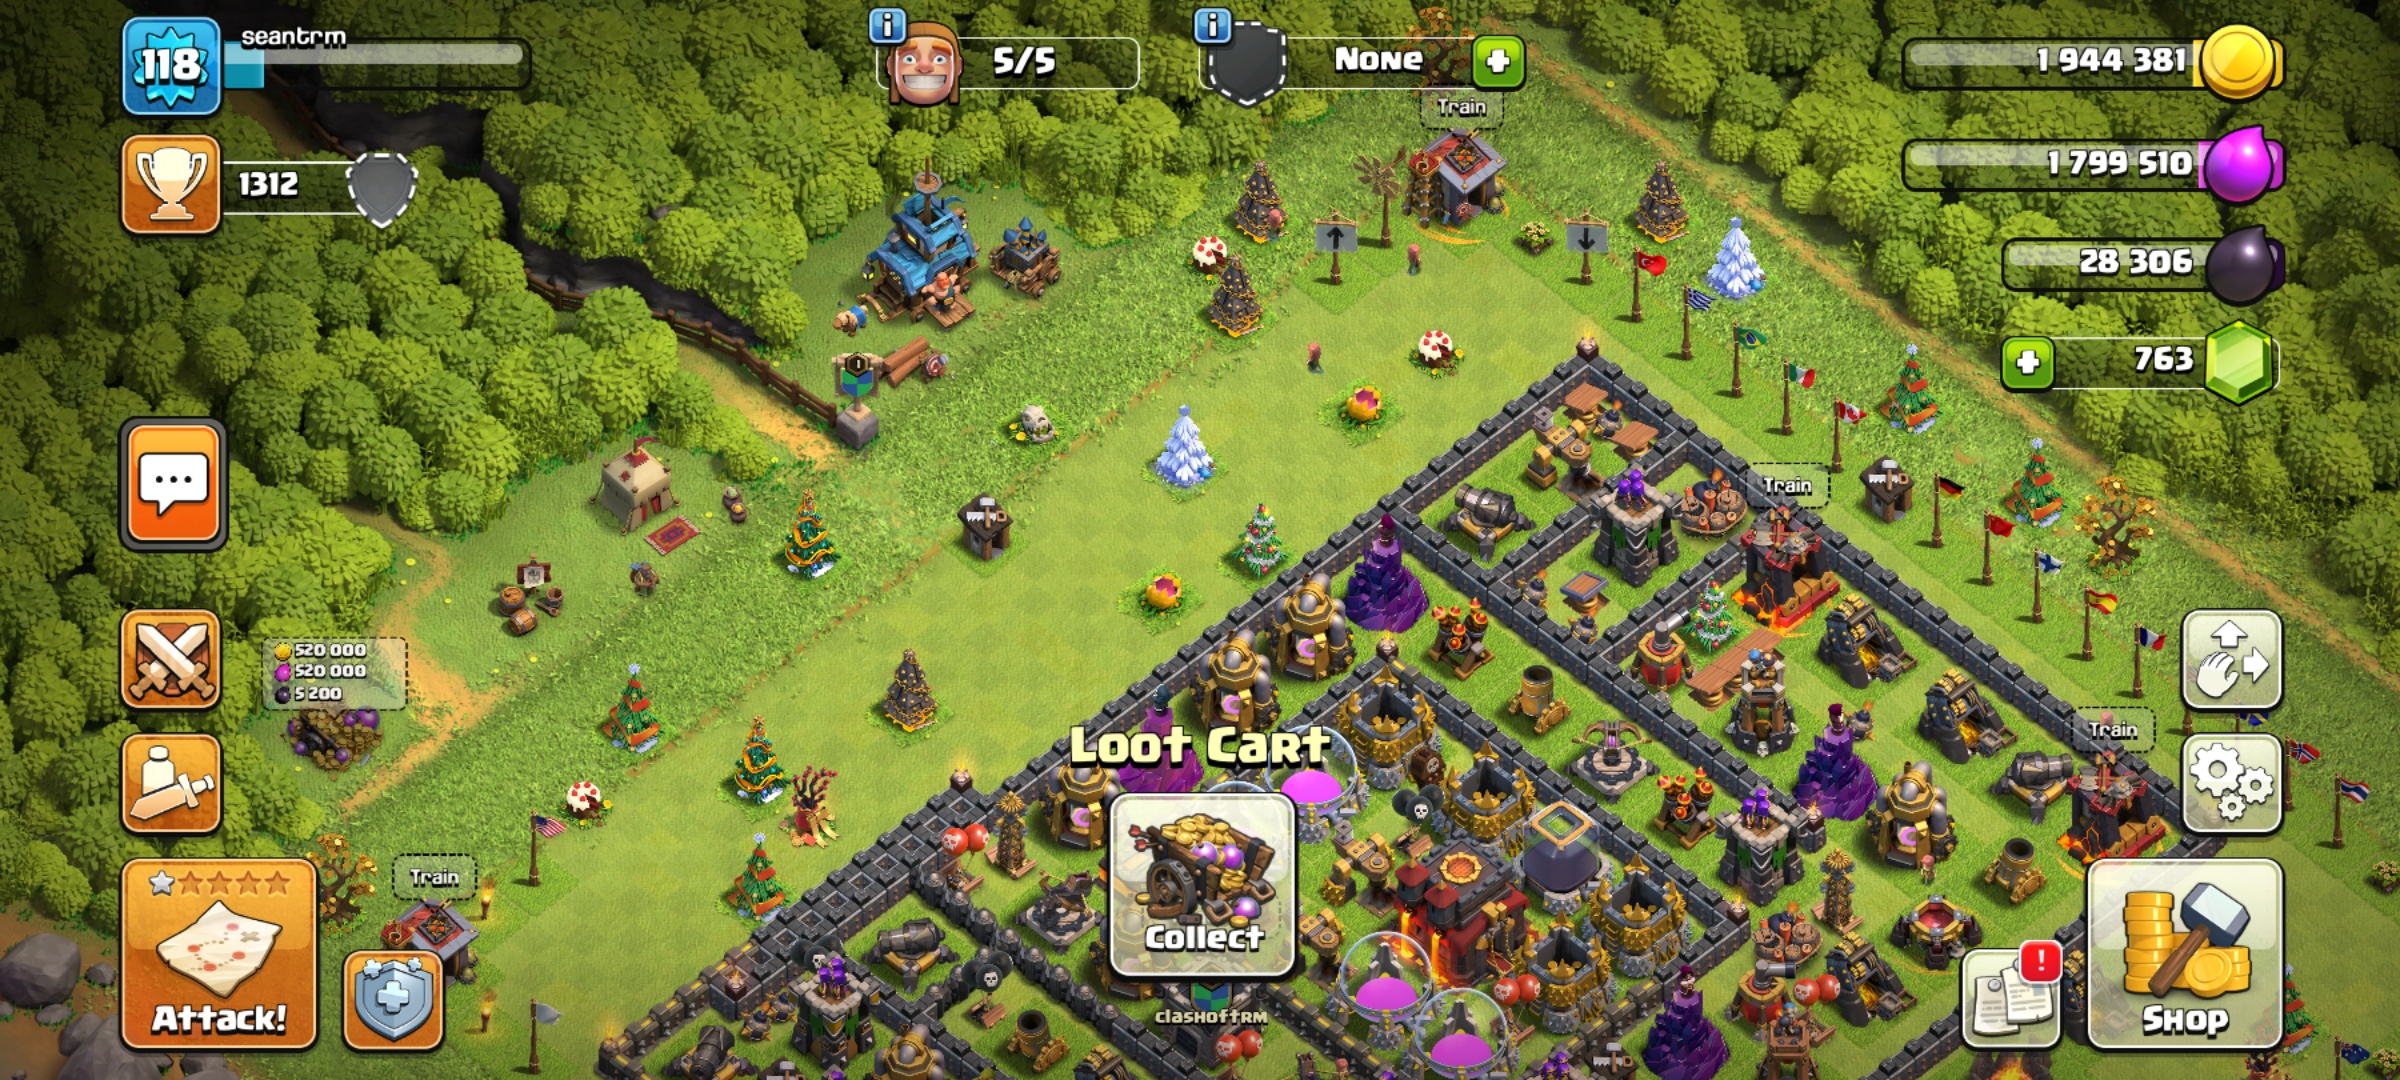 seantrm
118
5/5
None
1 944 381
Train
1 799 510
1312
28 306
763
Train
520 000
520 000
5 200
Train
Loot Cart
Collect
Train
Attack!
clashoftrm
!
Shop